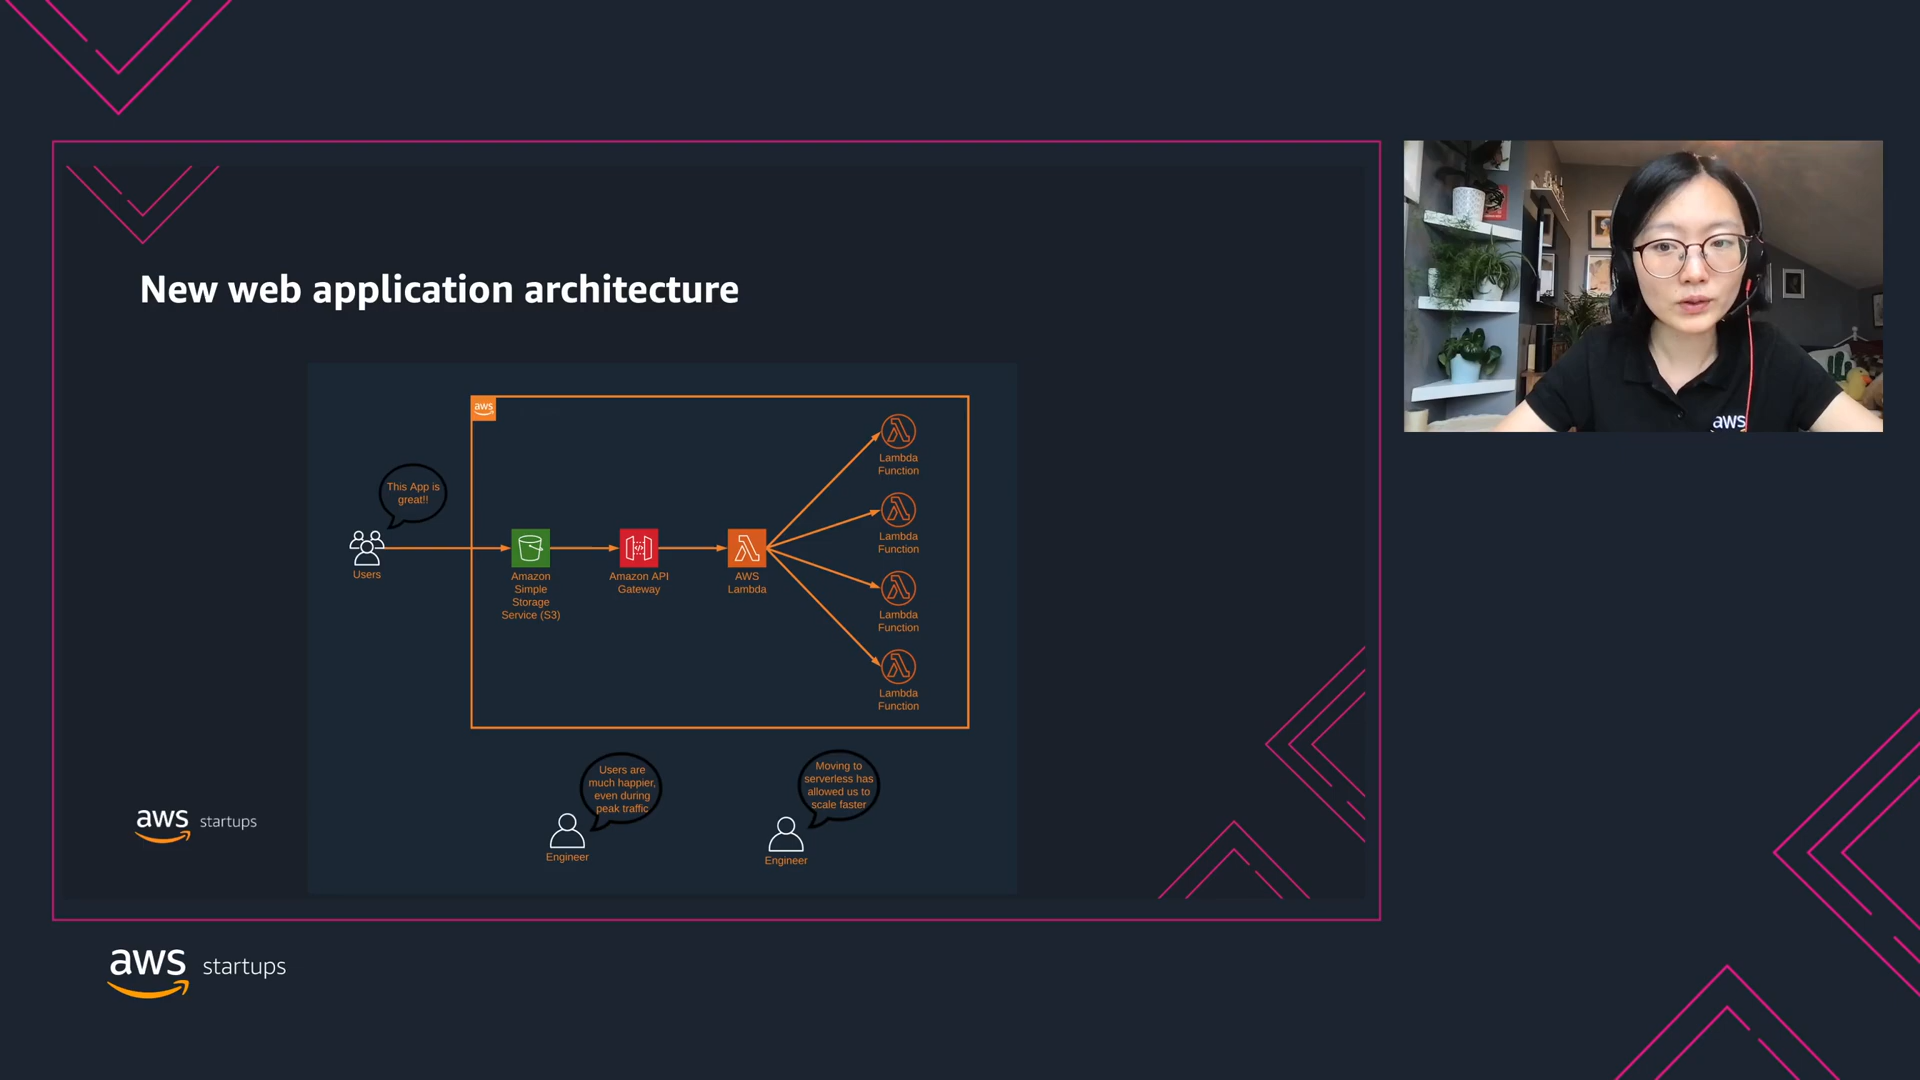 New web application architecture
aws
This App is
great!!
Users
Amazon
Simple
Storage
Service (S3)
Amazon API
Gateway
AWS
Lambda
Lambda
Function
Lambda
Function
Lambda
Function
Lambda
Function
Users are
much happier,
even during
peak traffic
Engineer
Moving to
serverless has
allowed us to
scale faster
Engineer
aws startups
aws startups
aws